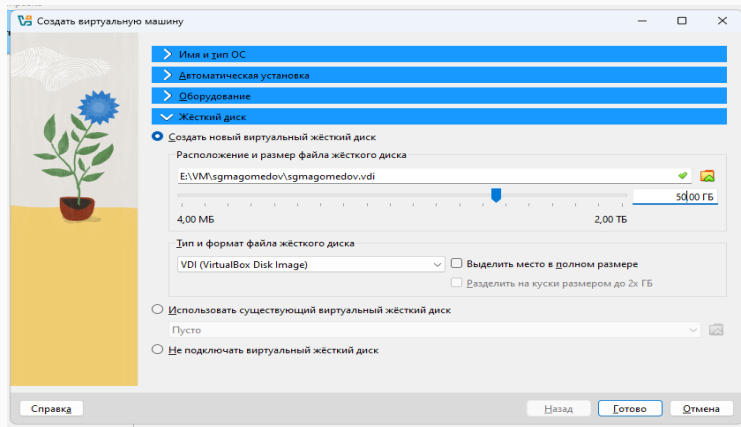 Создать виртуальную машину
Имя и тип ОС
Автоматическая установка
Оборудование
Жёсткий диск
Создать новый виртуальный жёсткий диск
Расположение и размер файла жёсткого диска
E:\VM\sgmagomedov\sgmagomedov.vdi
50,00 ГБ
4,00 МБ 2,00 ТБ
Тип и формат файла жёсткого диска
VDI (VirtualBox Disk Image) Выделить место в полном размере
Разделить на куски размером до 2х ГБ
Использовать существующий виртуальный жёсткий диск
Пусто
Не подключать виртуальный жёсткий диск
Справка Назад Готово Отмена